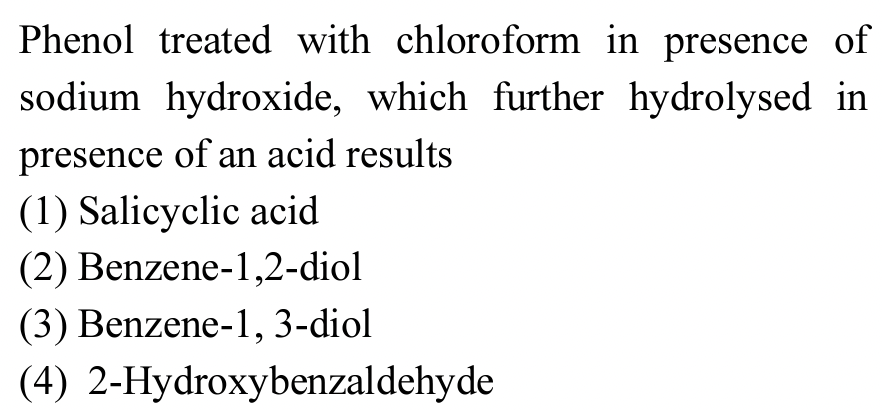 Phenol treated with chloroform in presence of
sodium hydroxide, which further hydrolysed in
presence of an acid results
(1) Salicyclic acid
(2) Benzene-1,2-diol
(3) Benzene-1, 3-diol
(4) 2-Hydroxybenzaldehyde